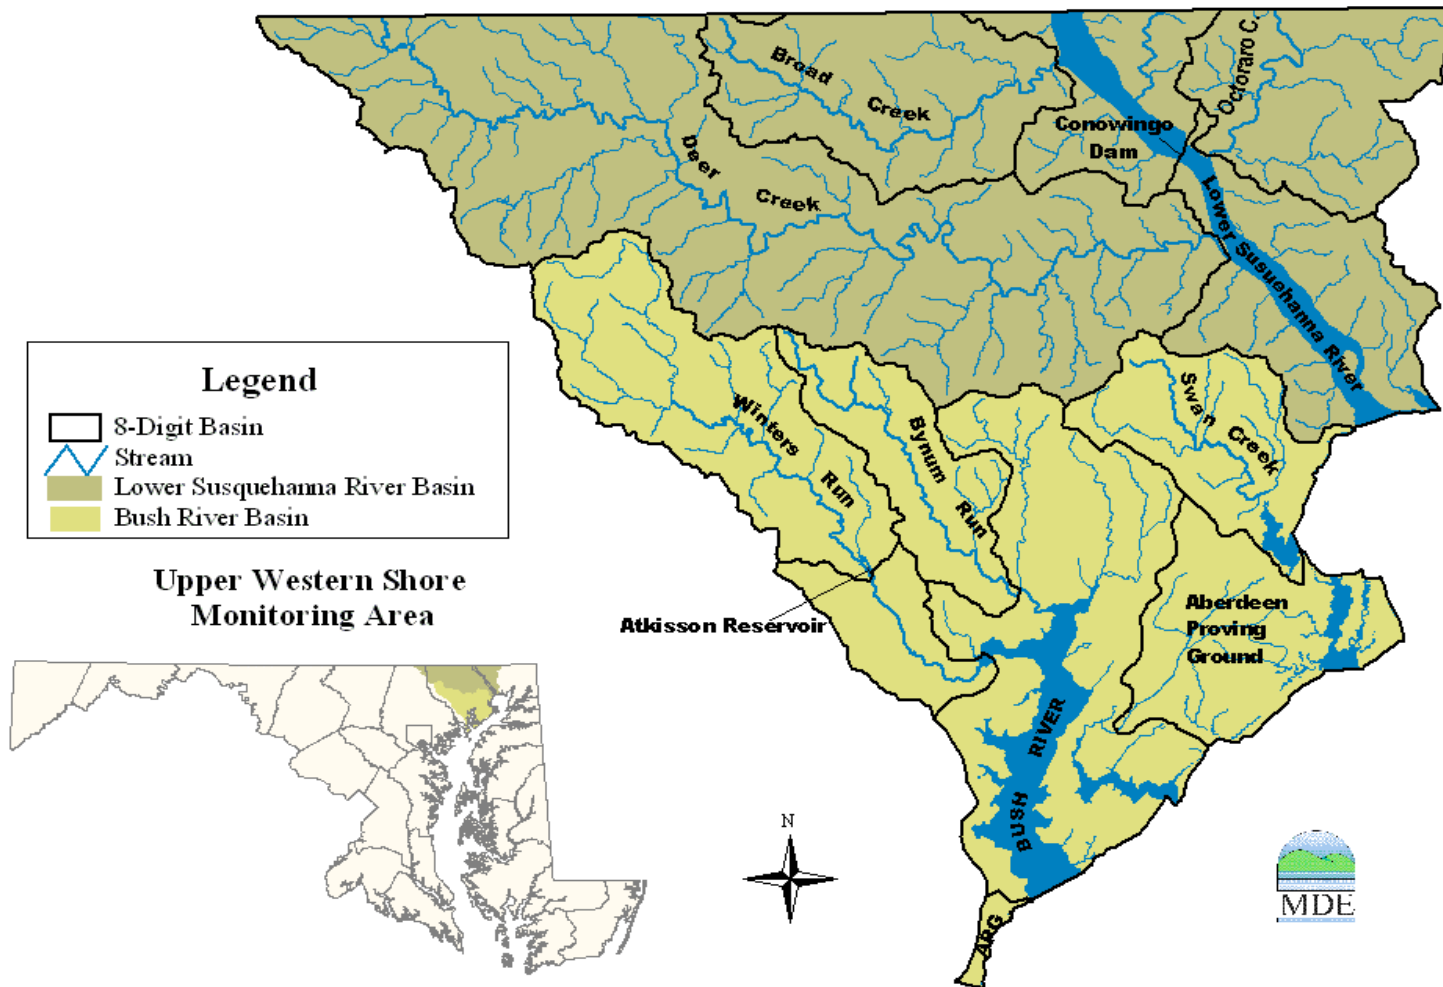 Broad
Creek
Octoraro C.
Conowingo
Dam
Deer
Creek
Lower Susuehanna River
Legend
8-Digit Basin
Stream
Lower Susquehanna River Basin
Bush River Basin
Swan Creek
Winters
Run
Bynum
Run
Upper Western Shore
Monitoring Area
Atkisson Reservoir
Aberdeen
Proving
Ground
BUSH RIVER
N
MDE
APG